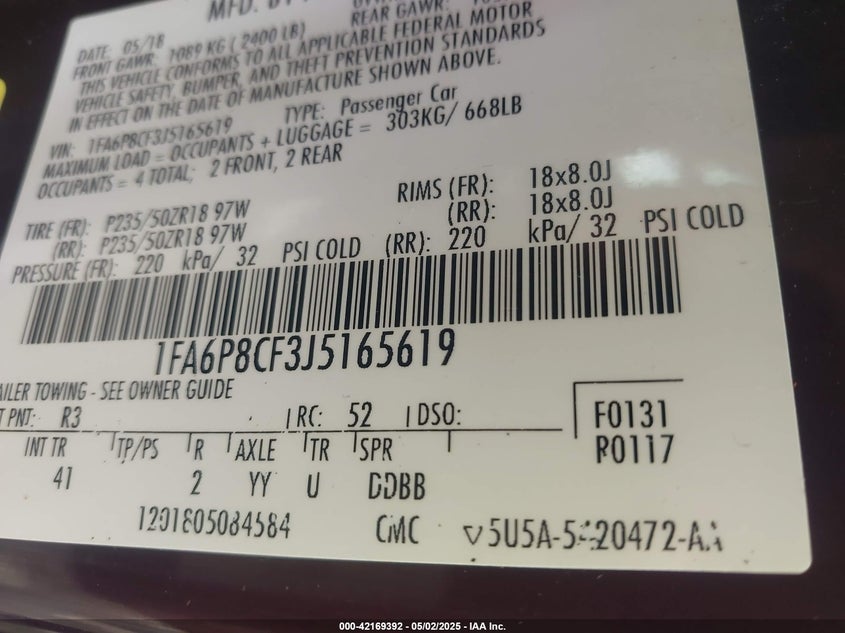 MFD. BY
REAR GAWR:
DATE: 05/18
FRONT GAWR: 1089 KG ( 2400 LB)
THIS VEHICLE CONFORMS TO ALL APPLICABLE FEDERAL MOTOR
VEHICLE SAFETY, BUMPER, AND THEFT PREVENTION STANDARDS
IN EFFECT ON THE DATE OF MANUFACTURE SHOWN ABOVE.
VIN: 1FA6P8CF3J5165619 TYPE: Passenger Car
MAXIMUM LOAD = OCCUPANTS + LUGGAGE = 303KG/ 668LB
OCCUPANTS = 4 TOTAL; 2 FRONT, 2 REAR
TIRE (FR): P235/50ZR18 97W RIMS (FR): 18x8.0J
(RR): P235/50ZR18 97W (RR): 18x8.0J
PRESSURE (FR): 220 kPa/ 32 PSI COLD (RR): 220 kPa/ 32 PSI COLD
1FA6P8CF3J5165619
AILER TOWING - SEE OWNER GUIDE
T PNT: R3 RC: 52 DSO: F0131
R0117
INT TR TP/PS R AXLE TR SPR
41 2 YY U DDBB
1201805084584 CMC 5U5A-5420472-AA
000-42169392 - 05/02/2025 - IAA Inc.